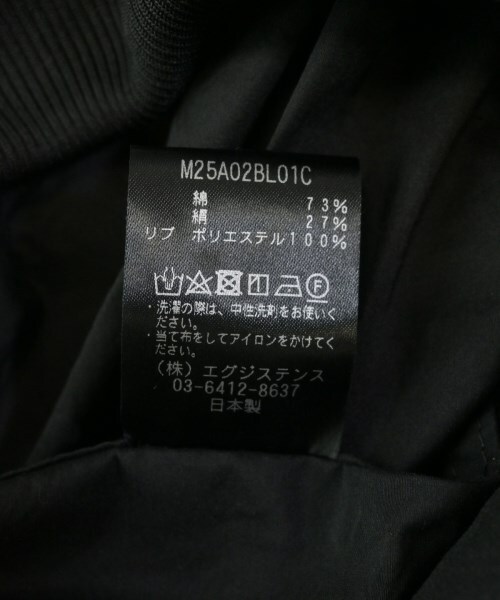 M25A02BL01C
綿 73%
絹 27%
リブ ポリエステル100%
F
・洗濯の際は、中性洗剤をお使いく
ださい。
・当て布をしてアイロンをかけてく
ださい。
(株) エグジステンス
03-6412-8637
日本製